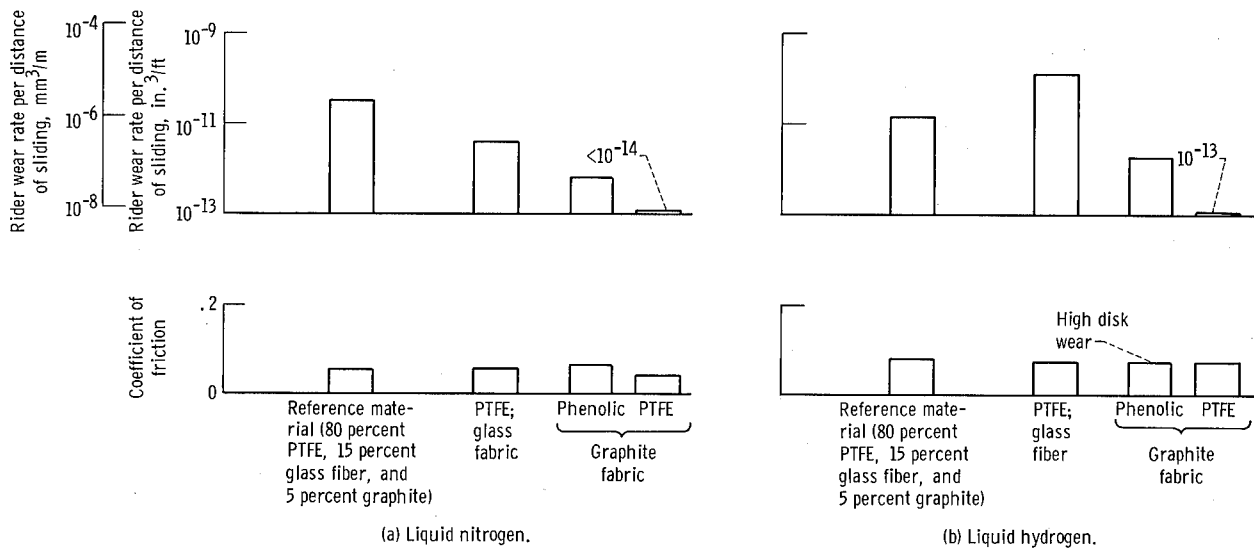 Rider wear rate per distance
of sliding, mm³/m
10⁻⁴
10⁻⁶
10⁻⁸
Rider wear rate per distance
of sliding, in.³/ft
10⁻⁹
10⁻¹¹
10⁻¹³
<10⁻¹⁴
10⁻¹³
Coefficient of
friction
.2
0
High disk
wear
Reference mate-
rial (80 percent
PTFE, 15 percent
glass fiber, and
5 percent graphite)
PTFE;
glass
fabric
Phenolic PTFE
Graphite
fabric
(a) Liquid nitrogen.
Reference mate-
rial (80 percent
PTFE, 15 percent
glass fiber, and
5 percent graphite)
PTFE;
glass
fiber
Phenolic PTFE
Graphite
fabric
(b) Liquid hydrogen.